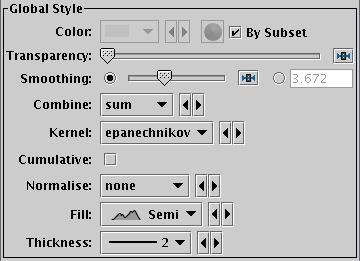 Global Style
Color: By Subset
Transparency:
Smoothing: 3.672
Combine: sum
Kernel: epanechnikov
Cumulative:
Normalise: none
Fill: Semi
Thickness: 2